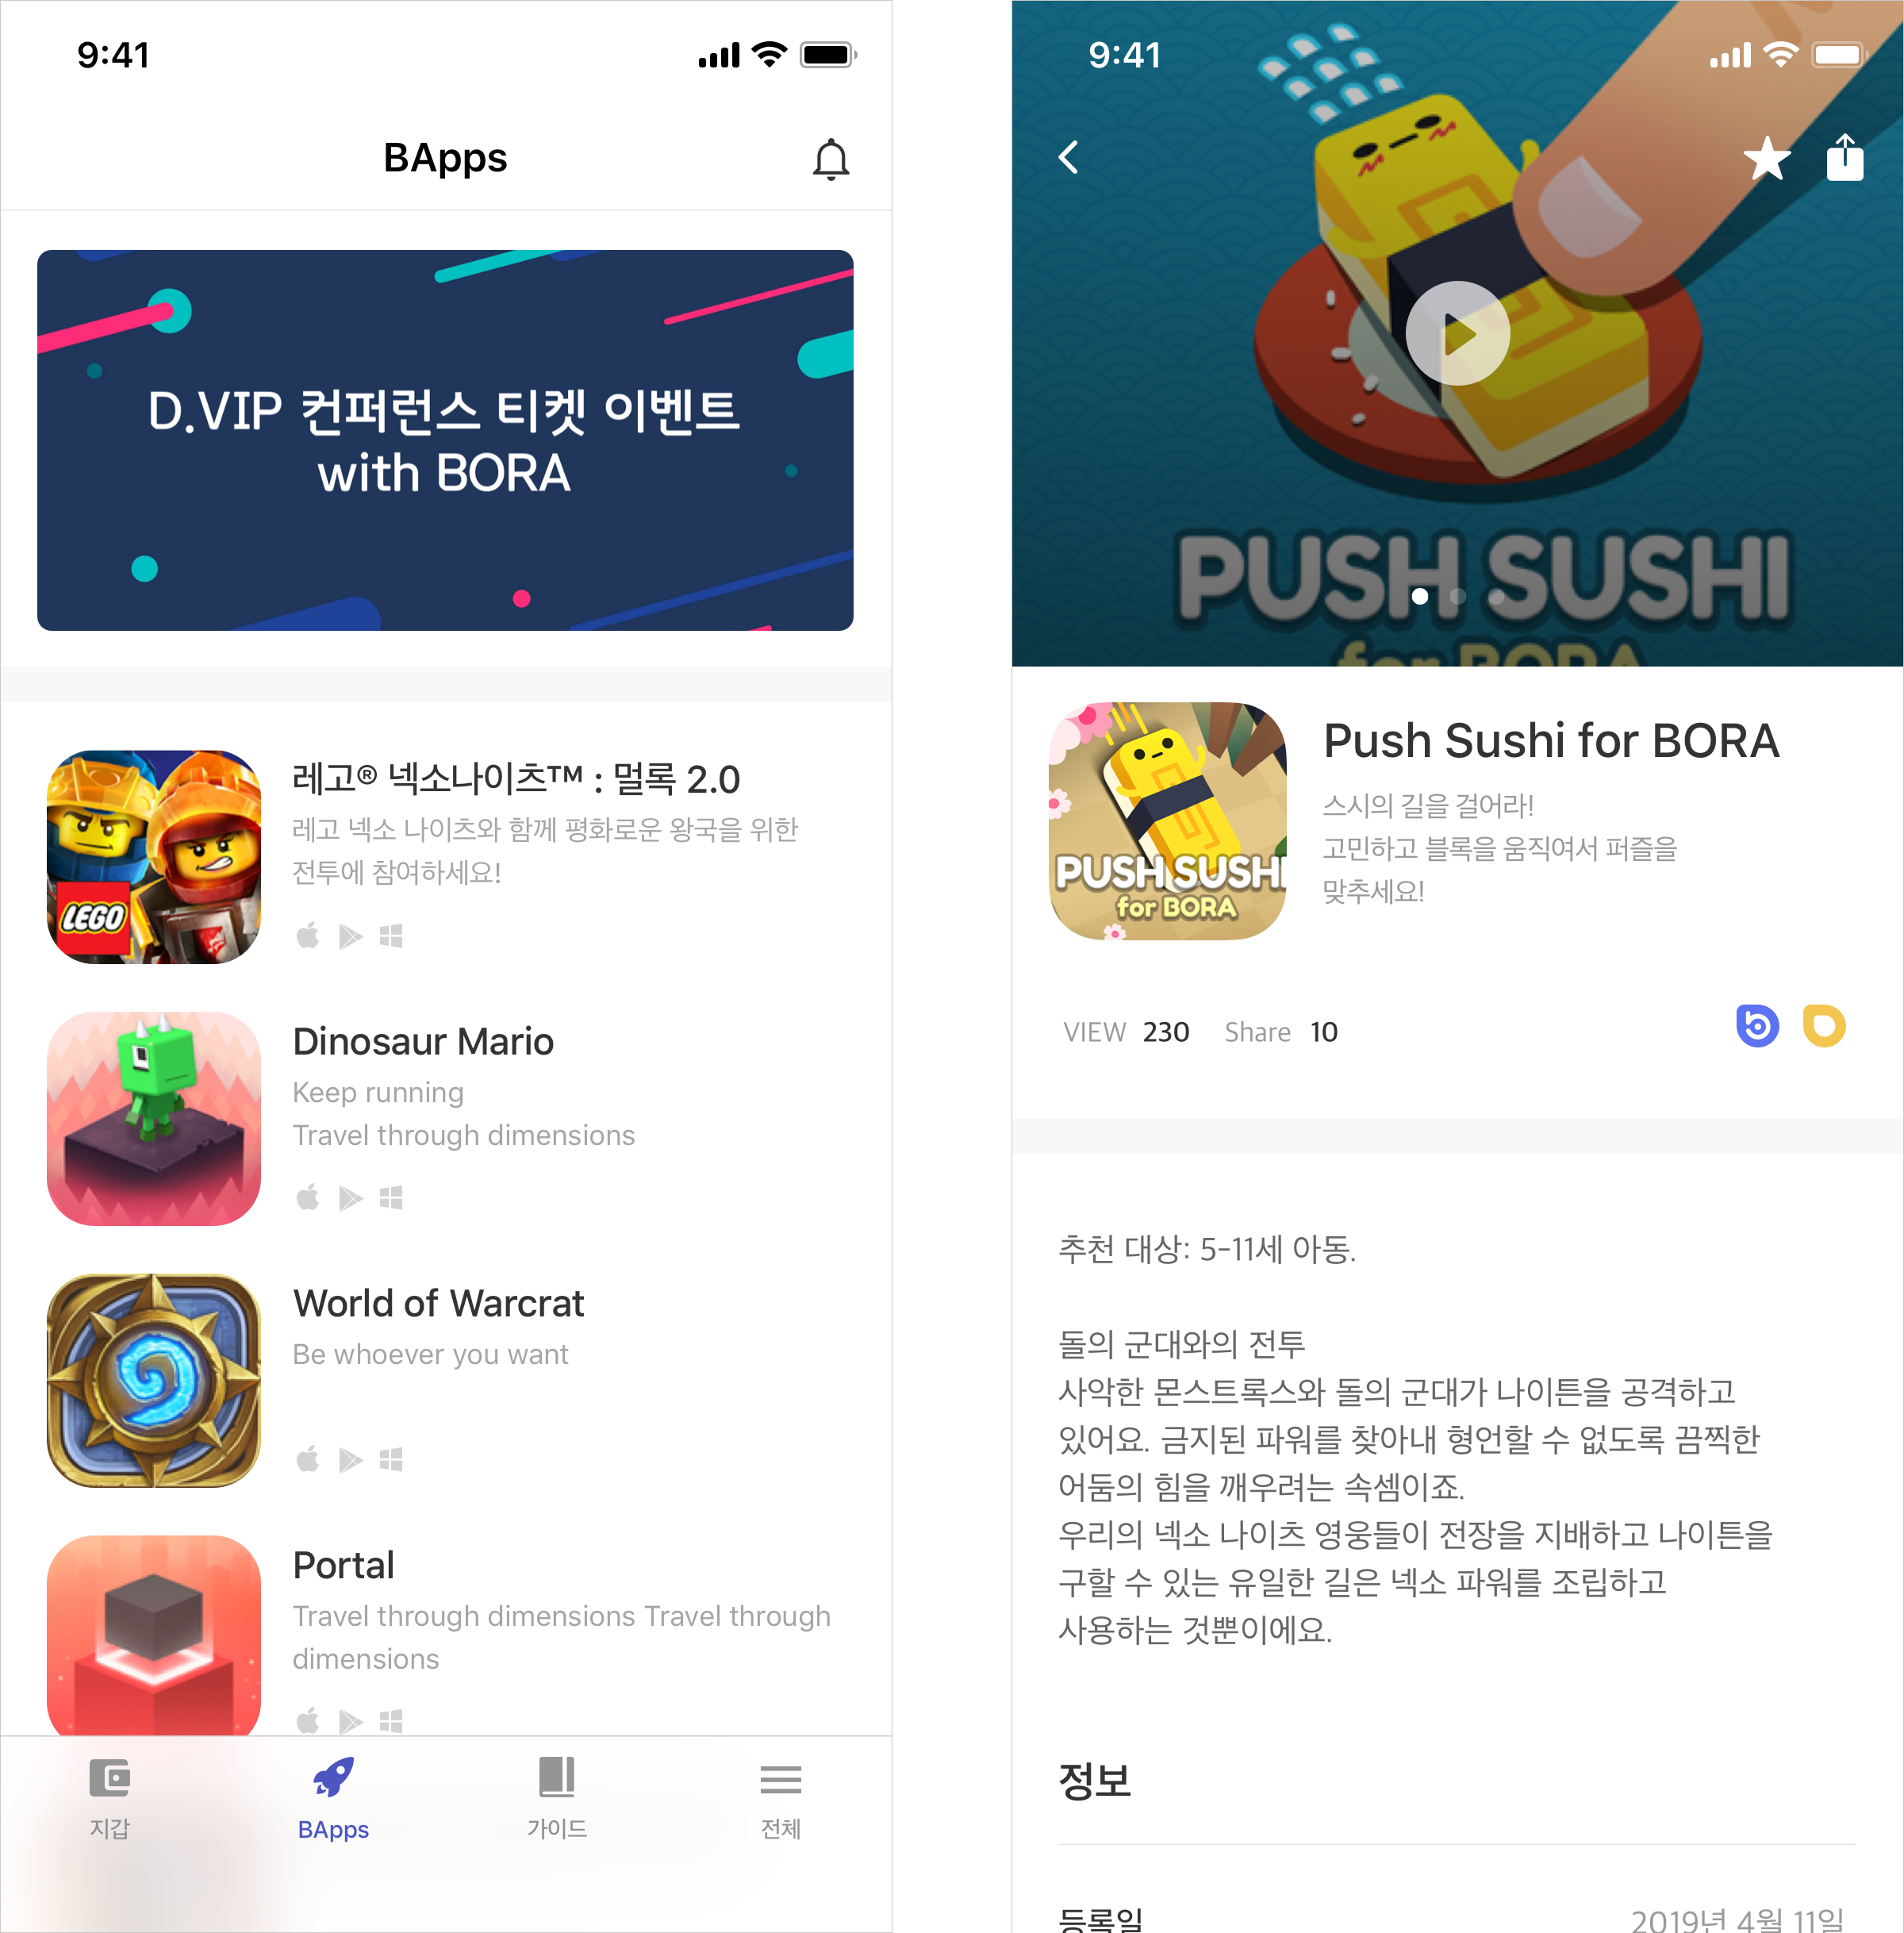 9:41
BApps
D.VIP 컨퍼런스 티켓 이벤트
with BORA
레고® 넥소나이츠™ : 멀록 2.0
레고 넥소 나이츠와 함께 평화로운 왕국을 위한
전투에 참여하세요!
LEGO
Dinosaur Mario
Keep running
Travel through dimensions
World of Warcrat
Be whoever you want
Portal
Travel through dimensions Travel through
dimensions
지갑
BApps
가이드
전체
9:41
PUSH SUSHI
for BORA
PUSH SUSHI
for BORA
Push Sushi for BORA
스시의 길을 걸어라!
고민하고 블록을 움직여서 퍼즐을
맞추세요!
VIEW 230 Share 10
추천 대상: 5-11세 아동.
돌의 군대와의 전투
사악한 몬스트록스와 돌의 군대가 나이튼을 공격하고
있어요. 금지된 파워를 찾아내 형언할 수 없도록 끔찍한
어둠의 힘을 깨우려는 속셈이죠.
우리의 넥소 나이츠 영웅들이 전장을 지배하고 나이튼을
구할 수 있는 유일한 길은 넥소 파워를 조립하고
사용하는 것뿐이에요.
정보
등록일 2019년 4월 11일